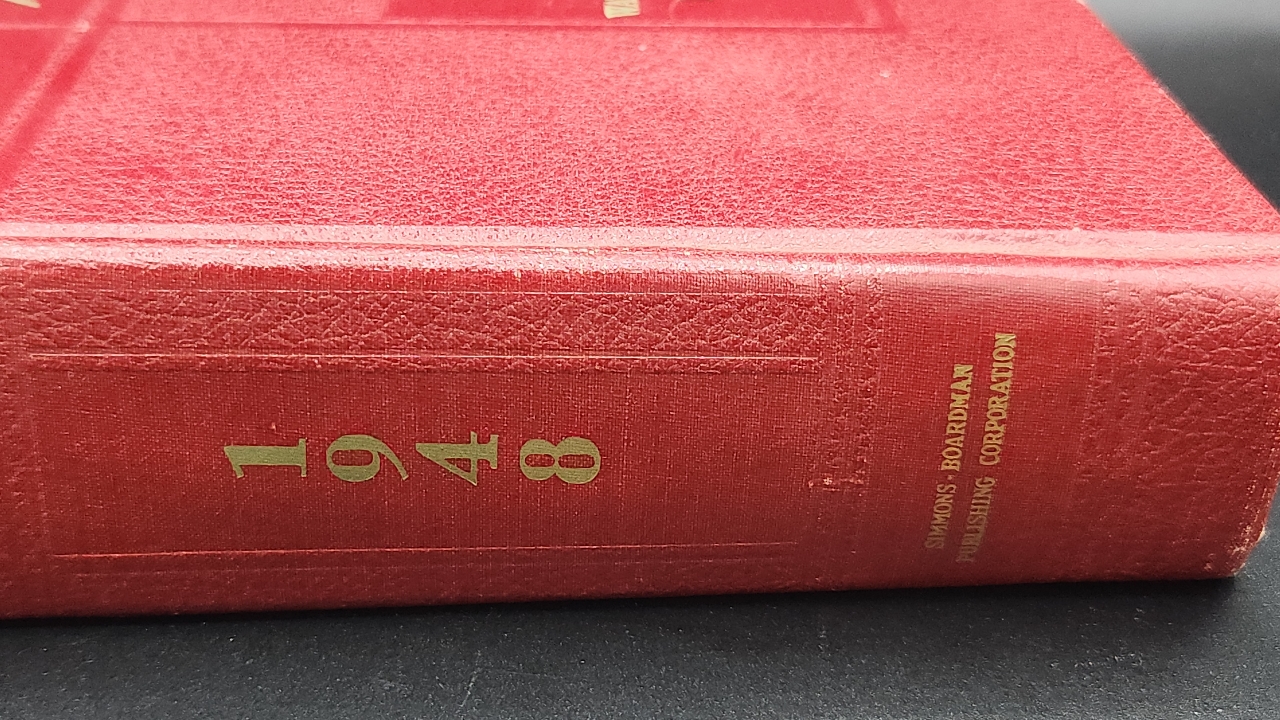 1948
SIMMONS-BOARDMAN
PUBLISHING CORPORATION